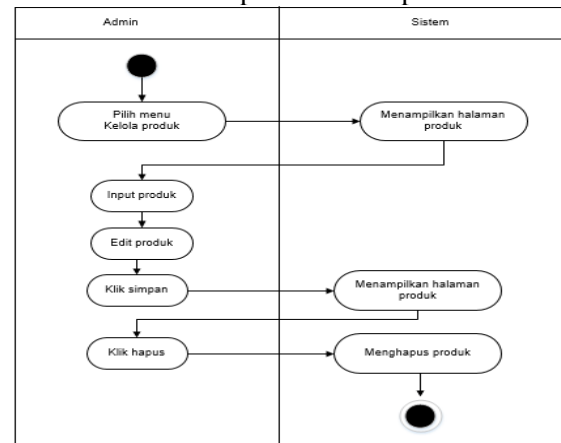 Admin
Sistem
Pilih menu
Kelola produk
Menampilkan halaman
produk
Input produk
Edit produk
Klik simpan
Menampilkan halaman
produk
Klik hapus
Menghapus produk